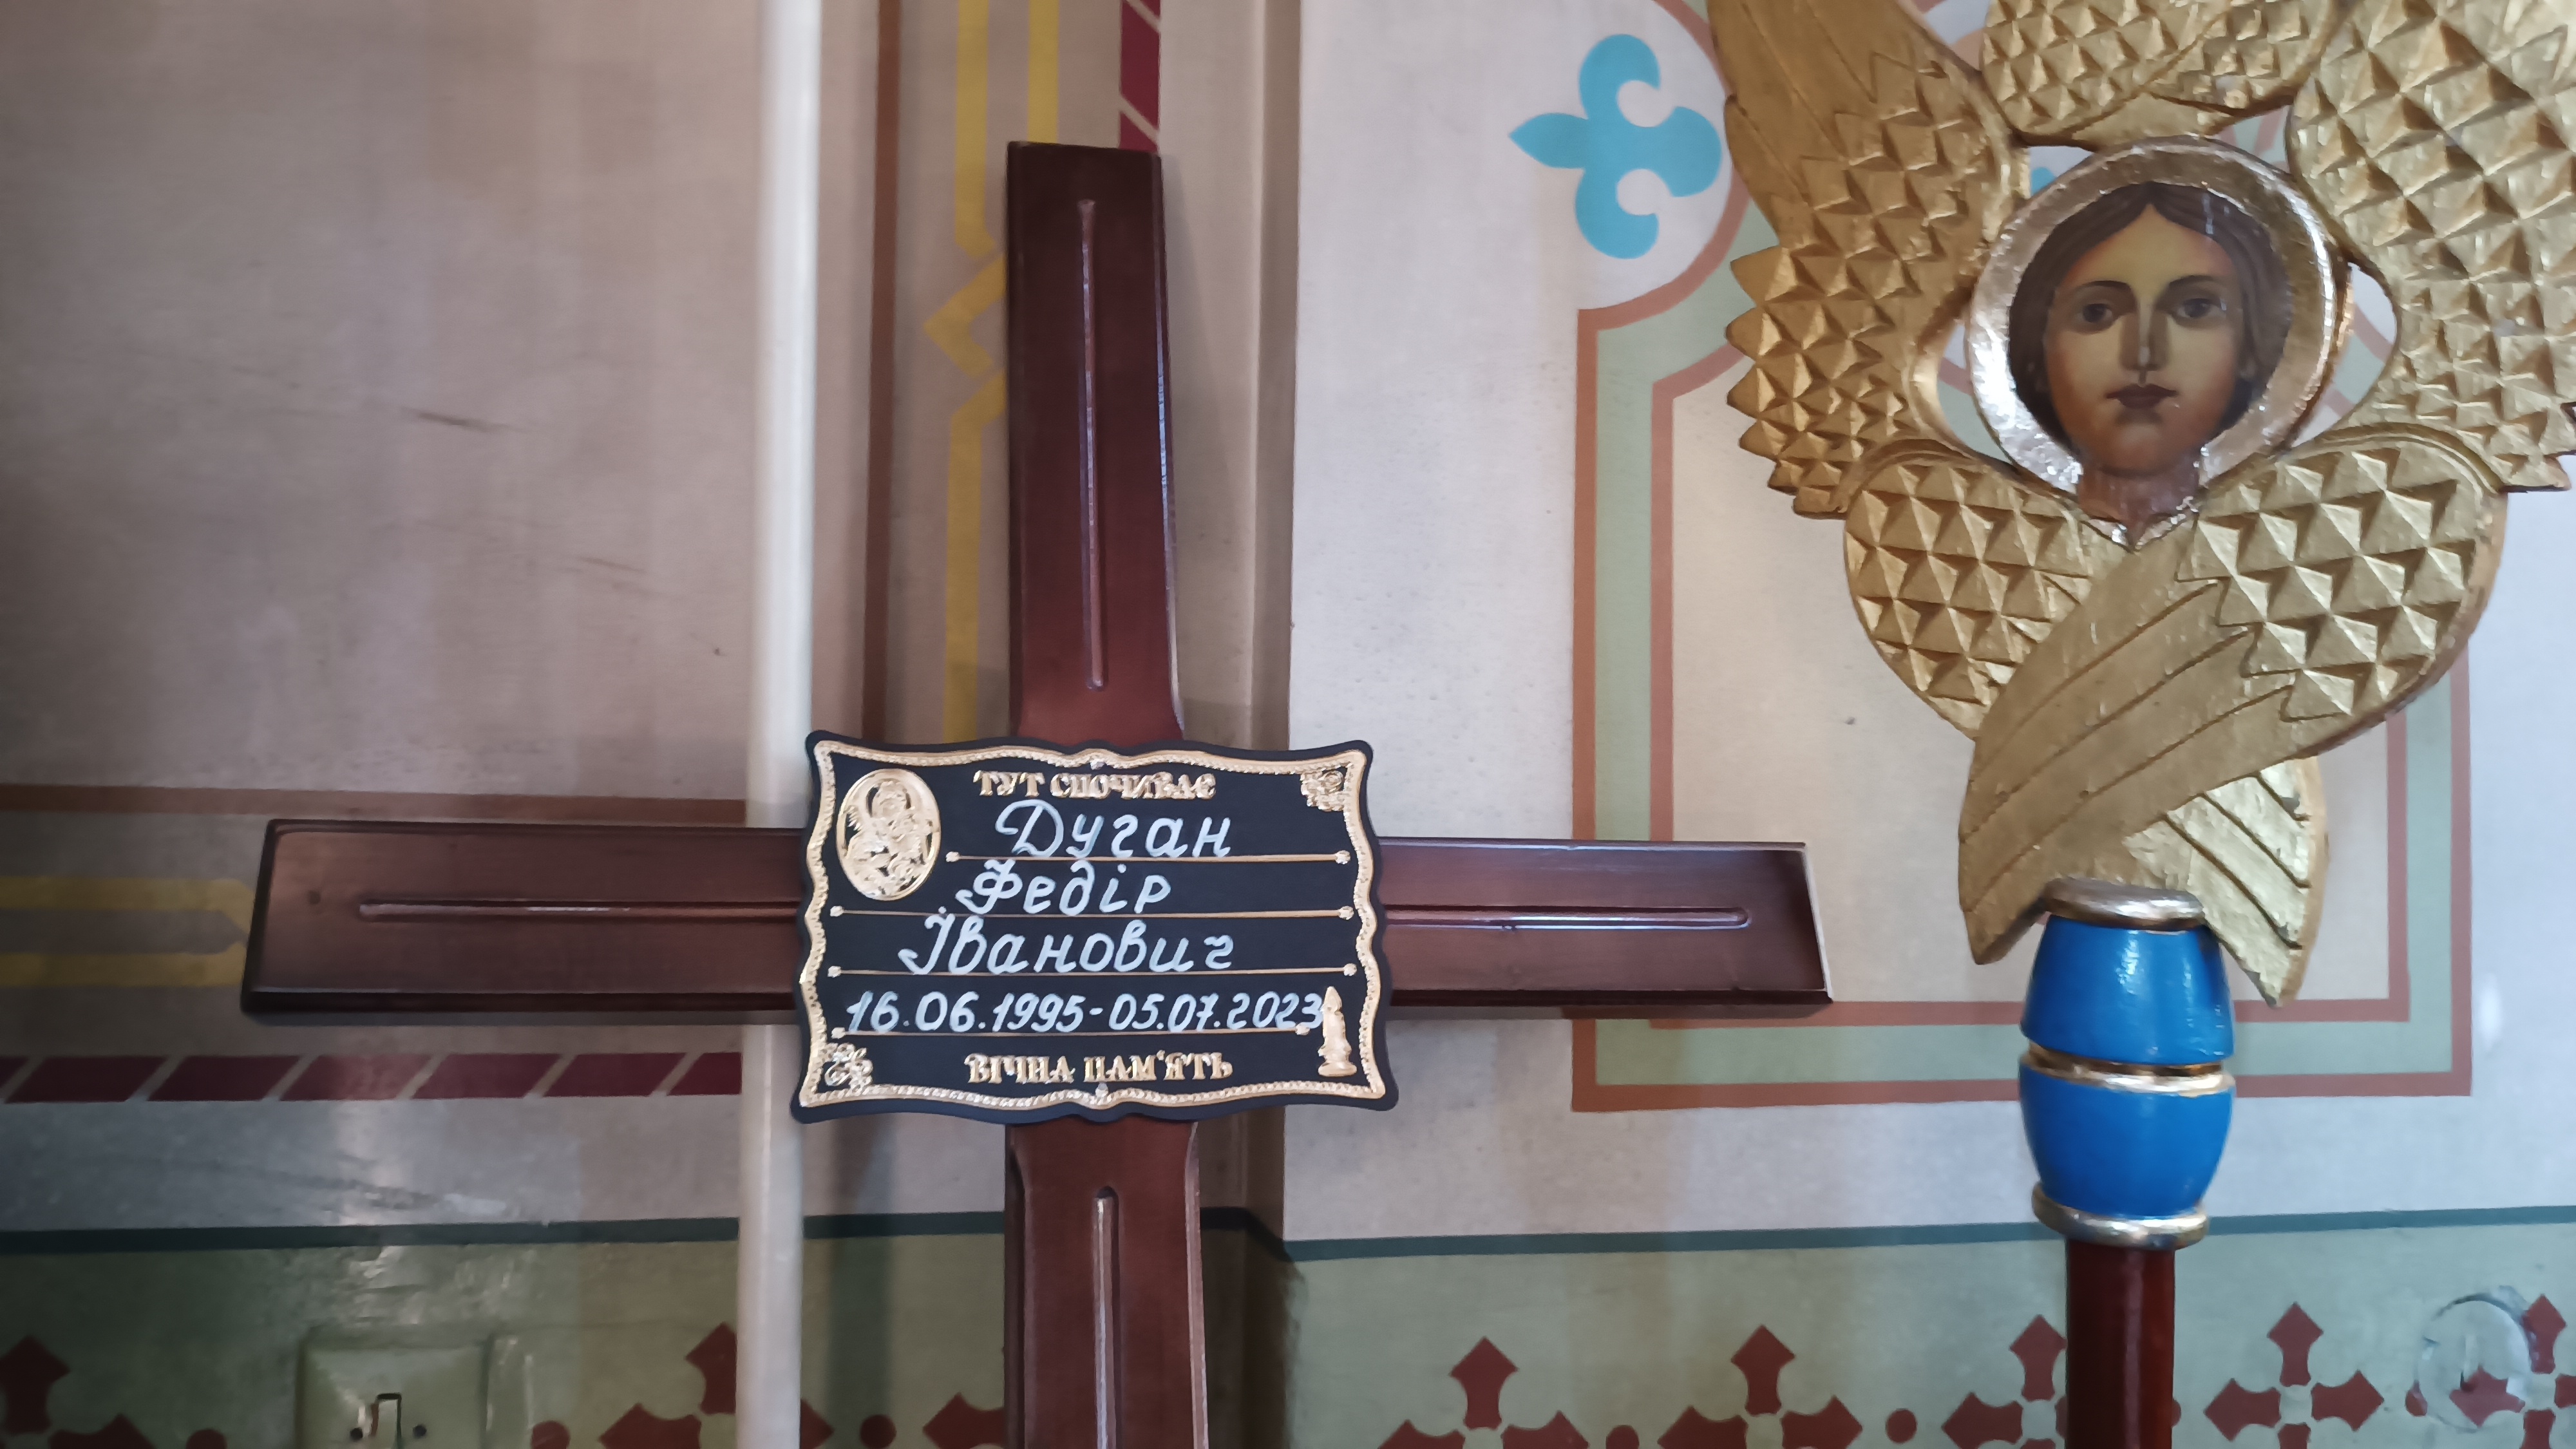 ТУТ СПОЧИВАЄ
Дуган
Федір
Іванович
16.06.1995-05.07.2023
ВІЧНА ПАМ'ЯТЬ